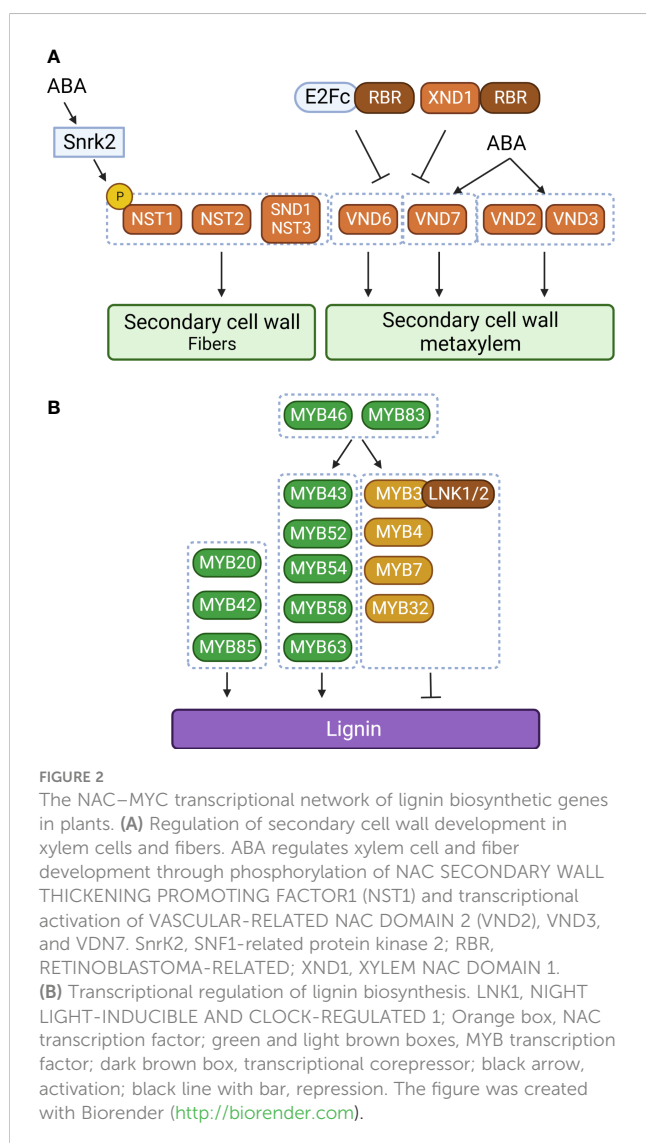 A
ABA
E2Fc RBR XND1 RBR
Snrk2
ABA
P
NST1 NST2 SND1 NST3 VND6 VND7 VND2 VND3
Secondary cell wall
Fibers
Secondary cell wall
metaxylem
B
MYB46 MYB83
MYB43 MYB3 LNK1/2
MYB52 MYB4
MYB20 MYB54 MYB7
MYB42 MYB58 MYB32
MYB85 MYB63
Lignin
FIGURE 2
The NAC–MYC transcriptional network of lignin biosynthetic genes
in plants. (A) Regulation of secondary cell wall development in
xylem cells and fibers. ABA regulates xylem cell and fiber
development through phosphorylation of NAC SECONDARY WALL
THICKENING PROMOTING FACTOR1 (NST1) and transcriptional
activation of VASCULAR-RELATED NAC DOMAIN 2 (VND2), VND3,
and VDN7. SnrK2, SNF1-related protein kinase 2; RBR,
RETINOBLASTOMA-RELATED; XND1, XYLEM NAC DOMAIN 1.
(B) Transcriptional regulation of lignin biosynthesis. LNK1, NIGHT
LIGHT-INDUCIBLE AND CLOCK-REGULATED 1; Orange box, NAC
transcription factor; green and light brown boxes, MYB transcription
factor; dark brown box, transcriptional corepressor; black arrow,
activation; black line with bar, repression. The figure was created
with Biorender (http://biorender.com).